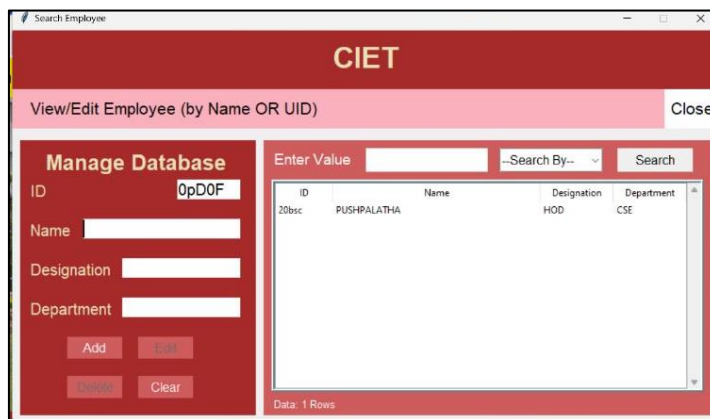 Search Employee
CIET
View/Edit Employee (by Name OR UID)
Close
Manage Database
ID
0pD0F
Name
Designation
Department
Add
Edit
Delete
Clear
Enter Value
--Search By--
Search
ID Name Designation Department
20bsc PUSHPALATHA HOD CSE
Data: 1 Rows